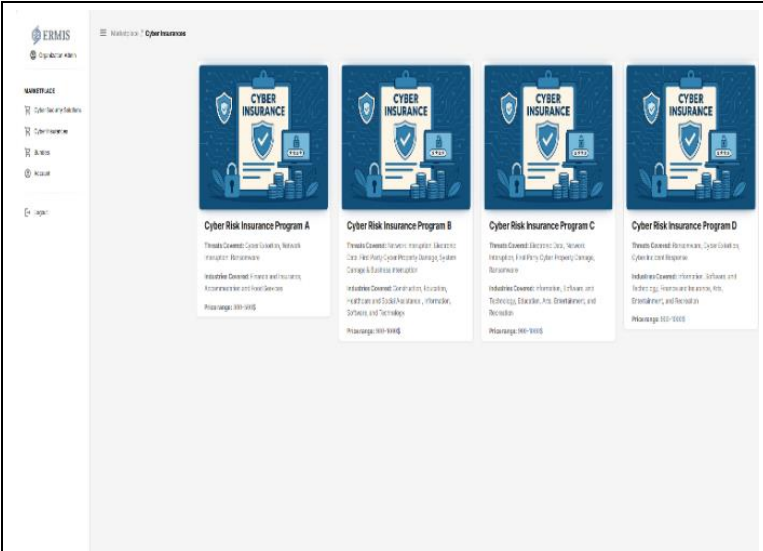 ERMIS
Organization Admin
Marketplace / Cyber Insurances
MARKETPLACE
Cyber Security Solutions
Cyber Insurances
Bundles
Account
Logout
CYBER
INSURANCE
CYBER
INSURANCE
CYBER
INSURANCE
CYBER
INSURANCE
Cyber Risk Insurance Program A
Threats Covered: Cyber Extortion, Network
Interruption, Ransomware
Industries Covered: Finance and Insurance,
Accommodation and Food Services
Price range:
Cyber Risk Insurance Program B
Threats Covered: Network Interruption, Electronic
Data, First Party Cyber Property Damage, System
Damage & Business Interruption
Industries Covered: Construction, Education,
Healthcare and Social Assistance , Information,
Software, and Technology
Price range:
Cyber Risk Insurance Program C
Threats Covered: Electronic Data, Network
Interruption, First Party Cyber Property Damage,
Ransomware
Industries Covered: Information, Software, and
Technology, Education, Arts, Entertainment, and
Recreation
Price range:
Cyber Risk Insurance Program D
Threats Covered: Ransomware, Cyber Extortion,
Cyber Incident Response
Industries Covered: Information, Software, and
Technology, Finance and Insurance, Arts,
Entertainment, and Recreation
Price range: